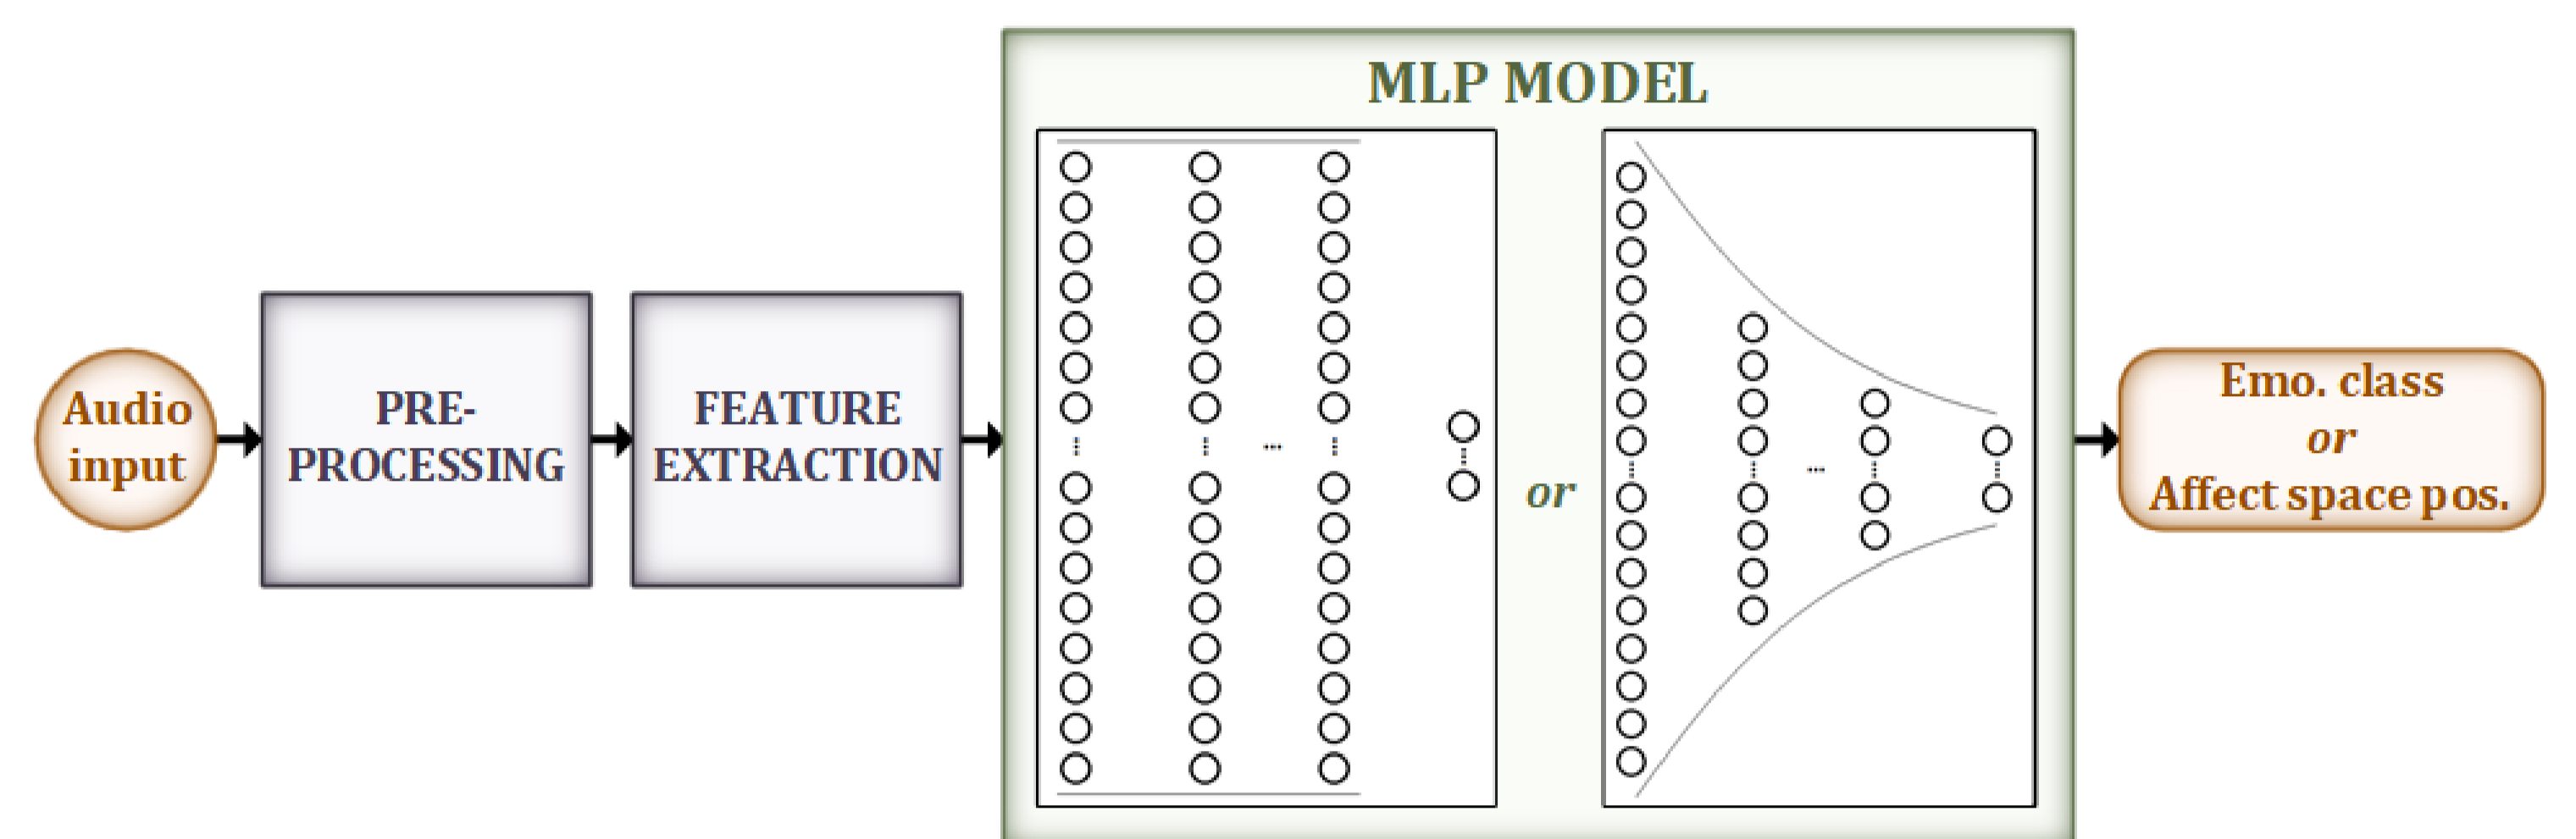 MLP MODEL
Audio
input
PRE-
PROCESSING
FEATURE
EXTRACTION
...
or
...
Emo. class
or
Affect space pos.